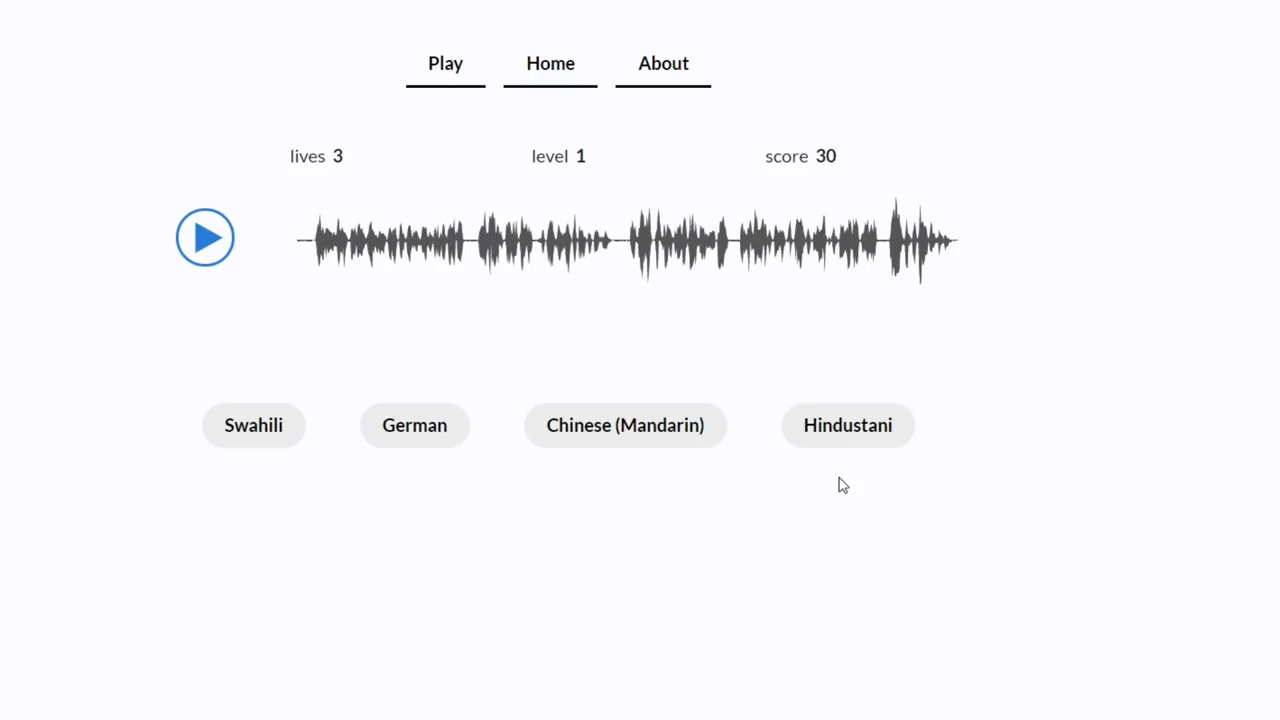 Play Home About
lives 3 level 1 score 30
Swahili German Chinese (Mandarin) Hindustani